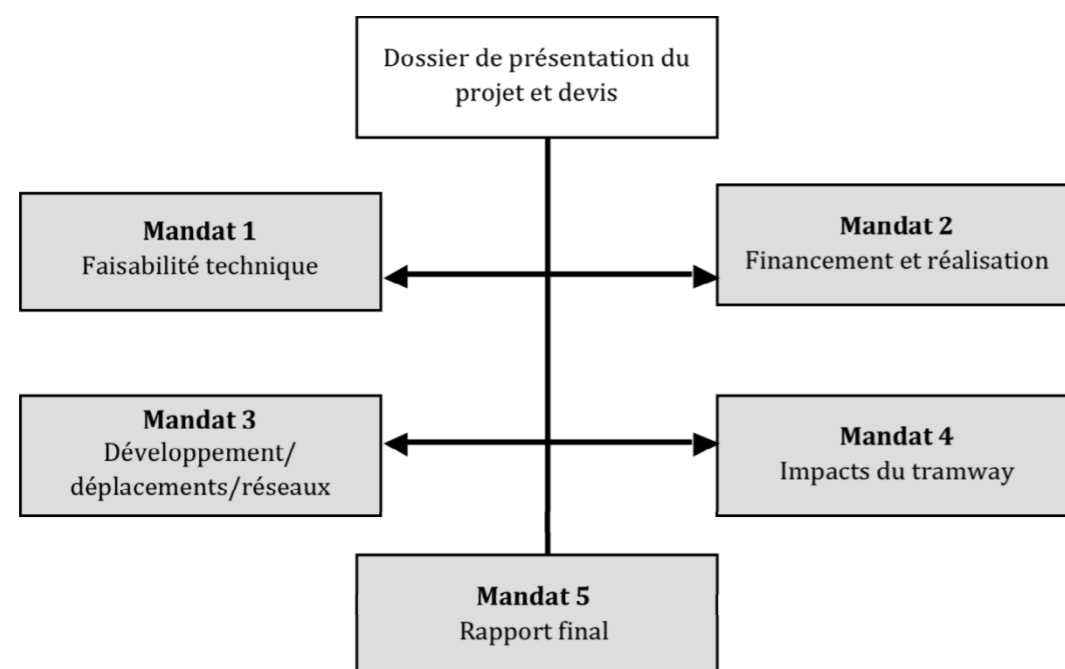 Dossier de présentation du
projet et devis
Mandat 1
Faisabilité technique
Mandat 2
Financement et réalisation
Mandat 3
Développement/
déplacements/réseaux
Mandat 4
Impacts du tramway
Mandat 5
Rapport final